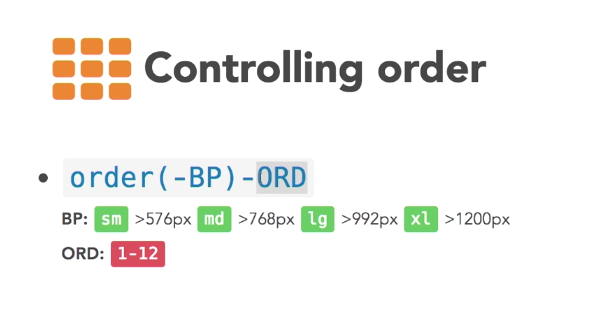 Controlling order
• order(-BP)-ORD
BP: sm >576px md >768px lg >992px xl >1200px
ORD: 1-12